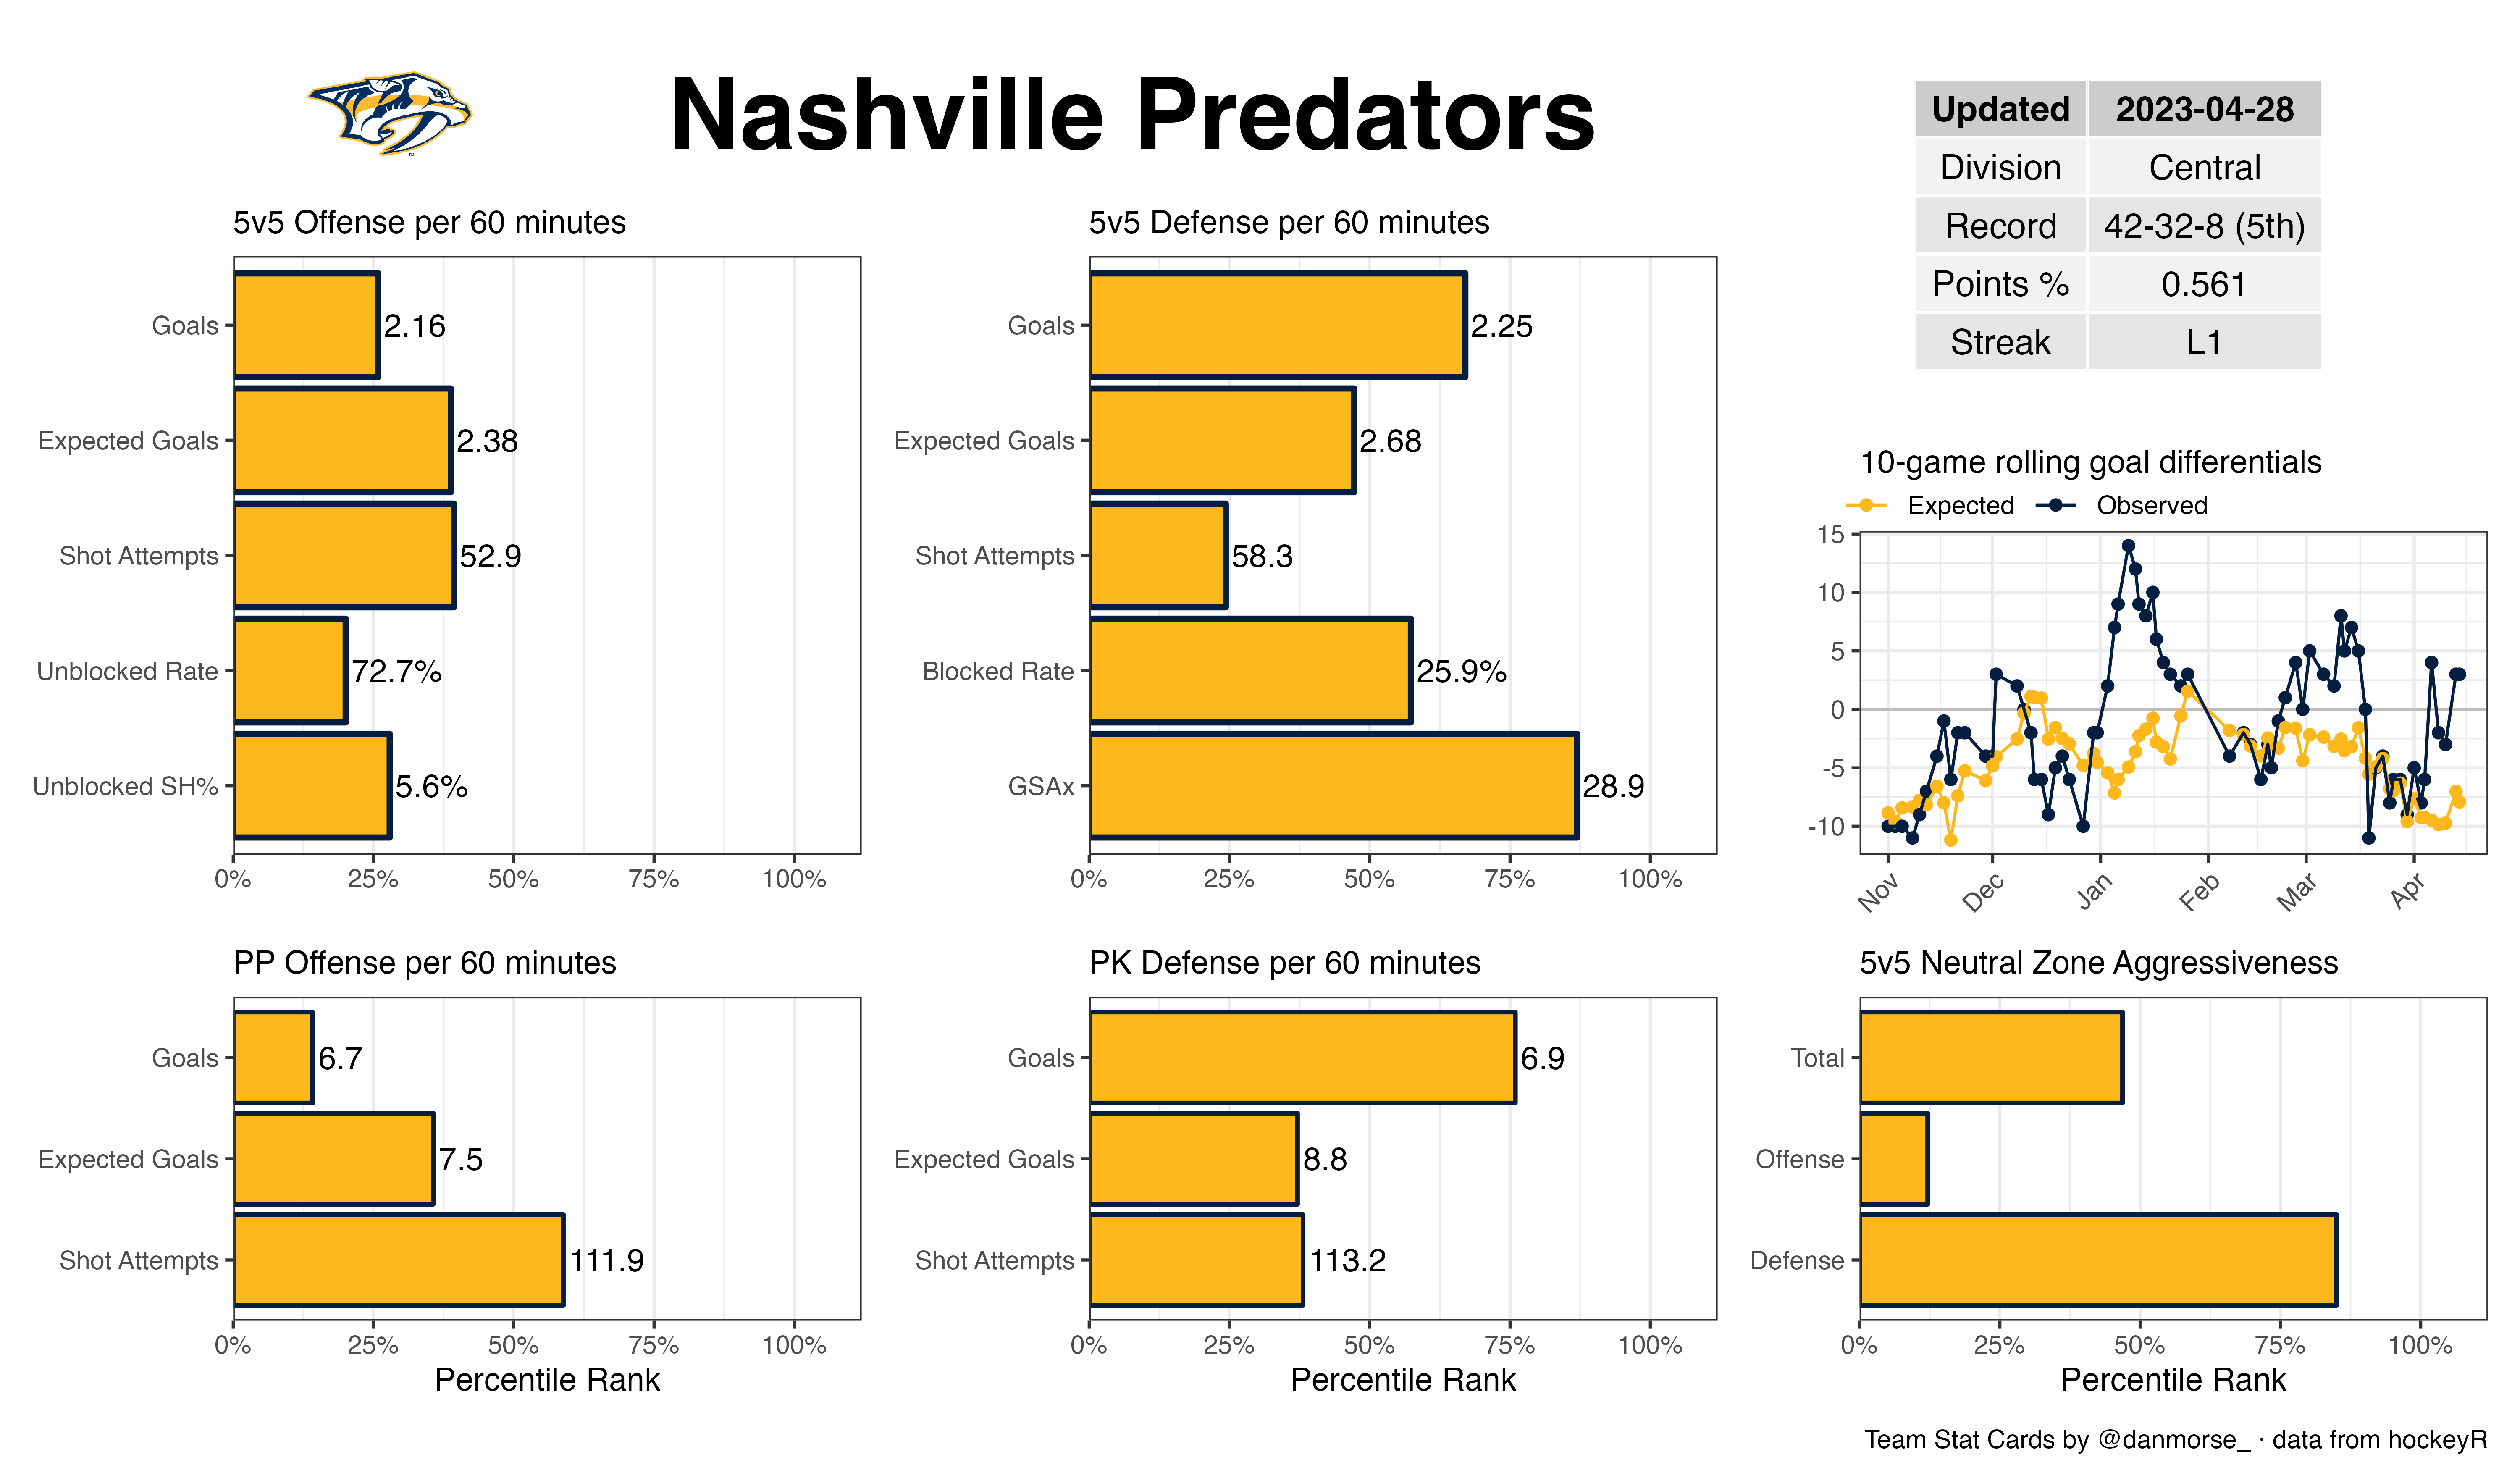 Nashville Predators
Updated 2023-04-28
Division Central
Record 42-32-8 (5th)
Points % 0.561
Streak L1
5v5 Offense per 60 minutes
Goals 2.16
Expected Goals 2.38
Shot Attempts 52.9
Unblocked Rate 72.7%
Unblocked SH% 5.6%
0% 25% 50% 75% 100%
5v5 Defense per 60 minutes
Goals 2.25
Expected Goals 2.68
Shot Attempts 58.3
Blocked Rate 25.9%
GSAx 28.9
0% 25% 50% 75% 100%
10-game rolling goal differentials
Expected Observed
15
10
5
0
-5
-10
Nov Dec Jan Feb Mar Apr
PP Offense per 60 minutes
Goals 6.7
Expected Goals 7.5
Shot Attempts 111.9
0% 25% 50% 75% 100%
Percentile Rank
PK Defense per 60 minutes
Goals 6.9
Expected Goals 8.8
Shot Attempts 113.2
0% 25% 50% 75% 100%
Percentile Rank
5v5 Neutral Zone Aggressiveness
Total
Offense
Defense
0% 25% 50% 75% 100%
Percentile Rank
Team Stat Cards by @danmorse_ · data from hockeyR